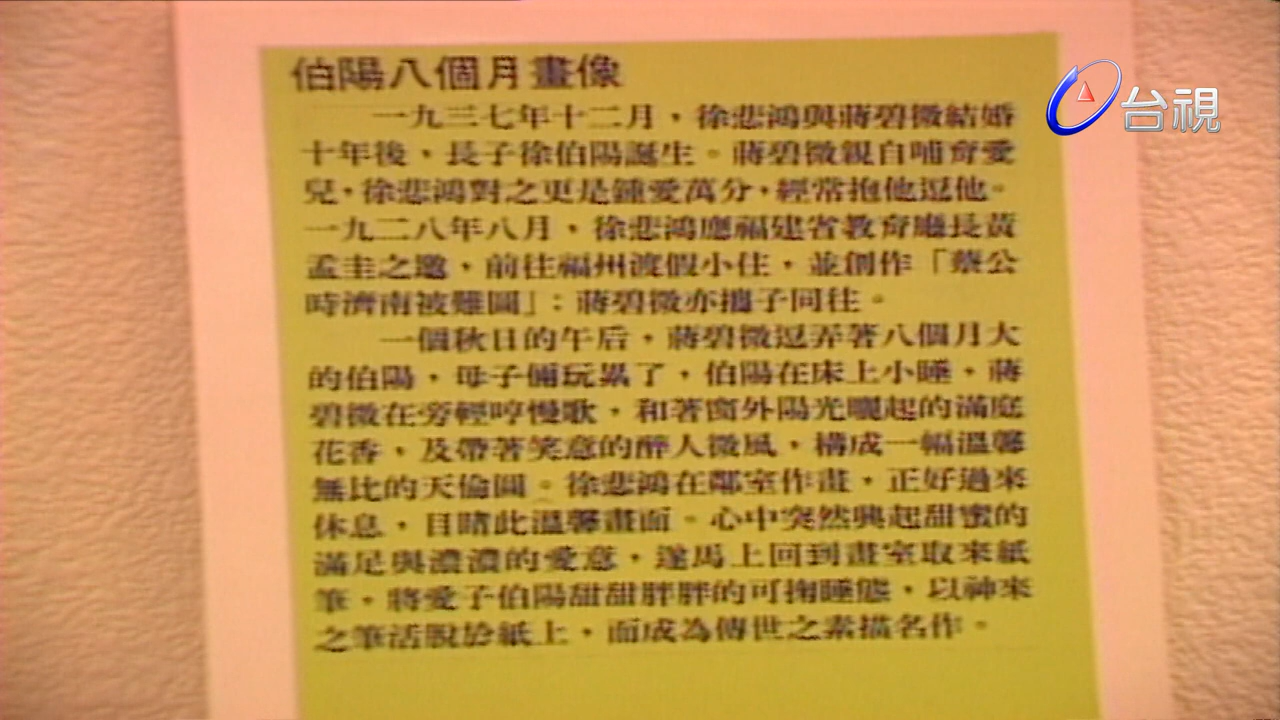 伯陽八個月畫像
台視
一九三七年十二月，徐悲鴻與蔣碧微結婚
十年後，長子徐伯陽誕生。蔣碧微親自哺育愛
兒，徐悲鴻對之更是鍾愛萬分，經常抱他逗他。
一九二八年八月，徐悲鴻應福建省教育廳長黃
孟圭之邀，前往福州渡假小住，並創作「蔡公
時濟南被難圖」；蔣碧微亦攜子同往。
一個秋日的午后，蔣碧微逗弄著八個月大
的伯陽，母子倆玩累了，伯陽在床上小睡，蔣
碧微在旁輕哼慢歌，和著窗外陽光曬起的滿庭
花香，及帶著笑意的醉人微風，構成一幅溫馨
無比的天倫圖。徐悲鴻在鄰室作畫，正好過來
休息，目睹此溫馨畫面。心中突然興起甜蜜的
滿足與濃濃的愛意，遂馬上回到畫室取來紙
筆，將愛子伯陽甜甜胖胖的可掬睡態，以神來
之筆活脫於紙上，而成為傳世之素描名作。